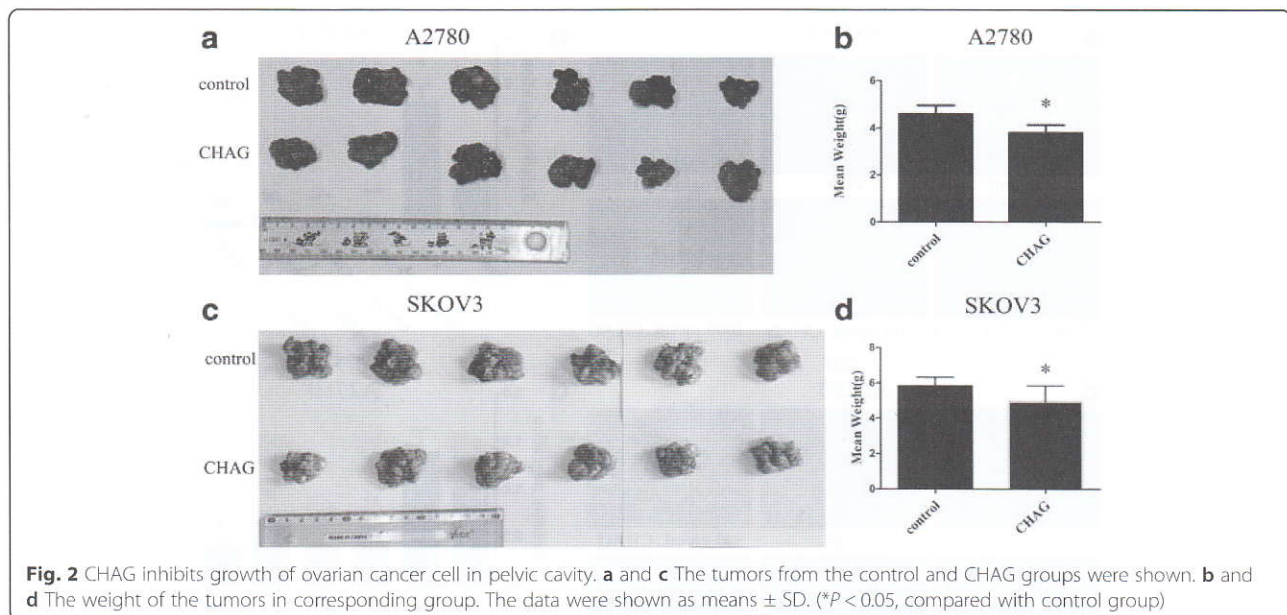 a
A2780
control
CHAG
b
A2780
Mean Weight(g)
6
4
2
0
*
control
CHAG
c
SKOV3
control
CHAG
d
SKOV3
Mean Weight(g)
8
6
4
2
0
*
control
CHAG
Fig. 2 CHAG inhibits growth of ovarian cancer cell in pelvic cavity. a and c The tumors from the control and CHAG groups were shown. b and
d The weight of the tumors in corresponding group. The data were shown as means ± SD. (*P < 0.05, compared with control group)